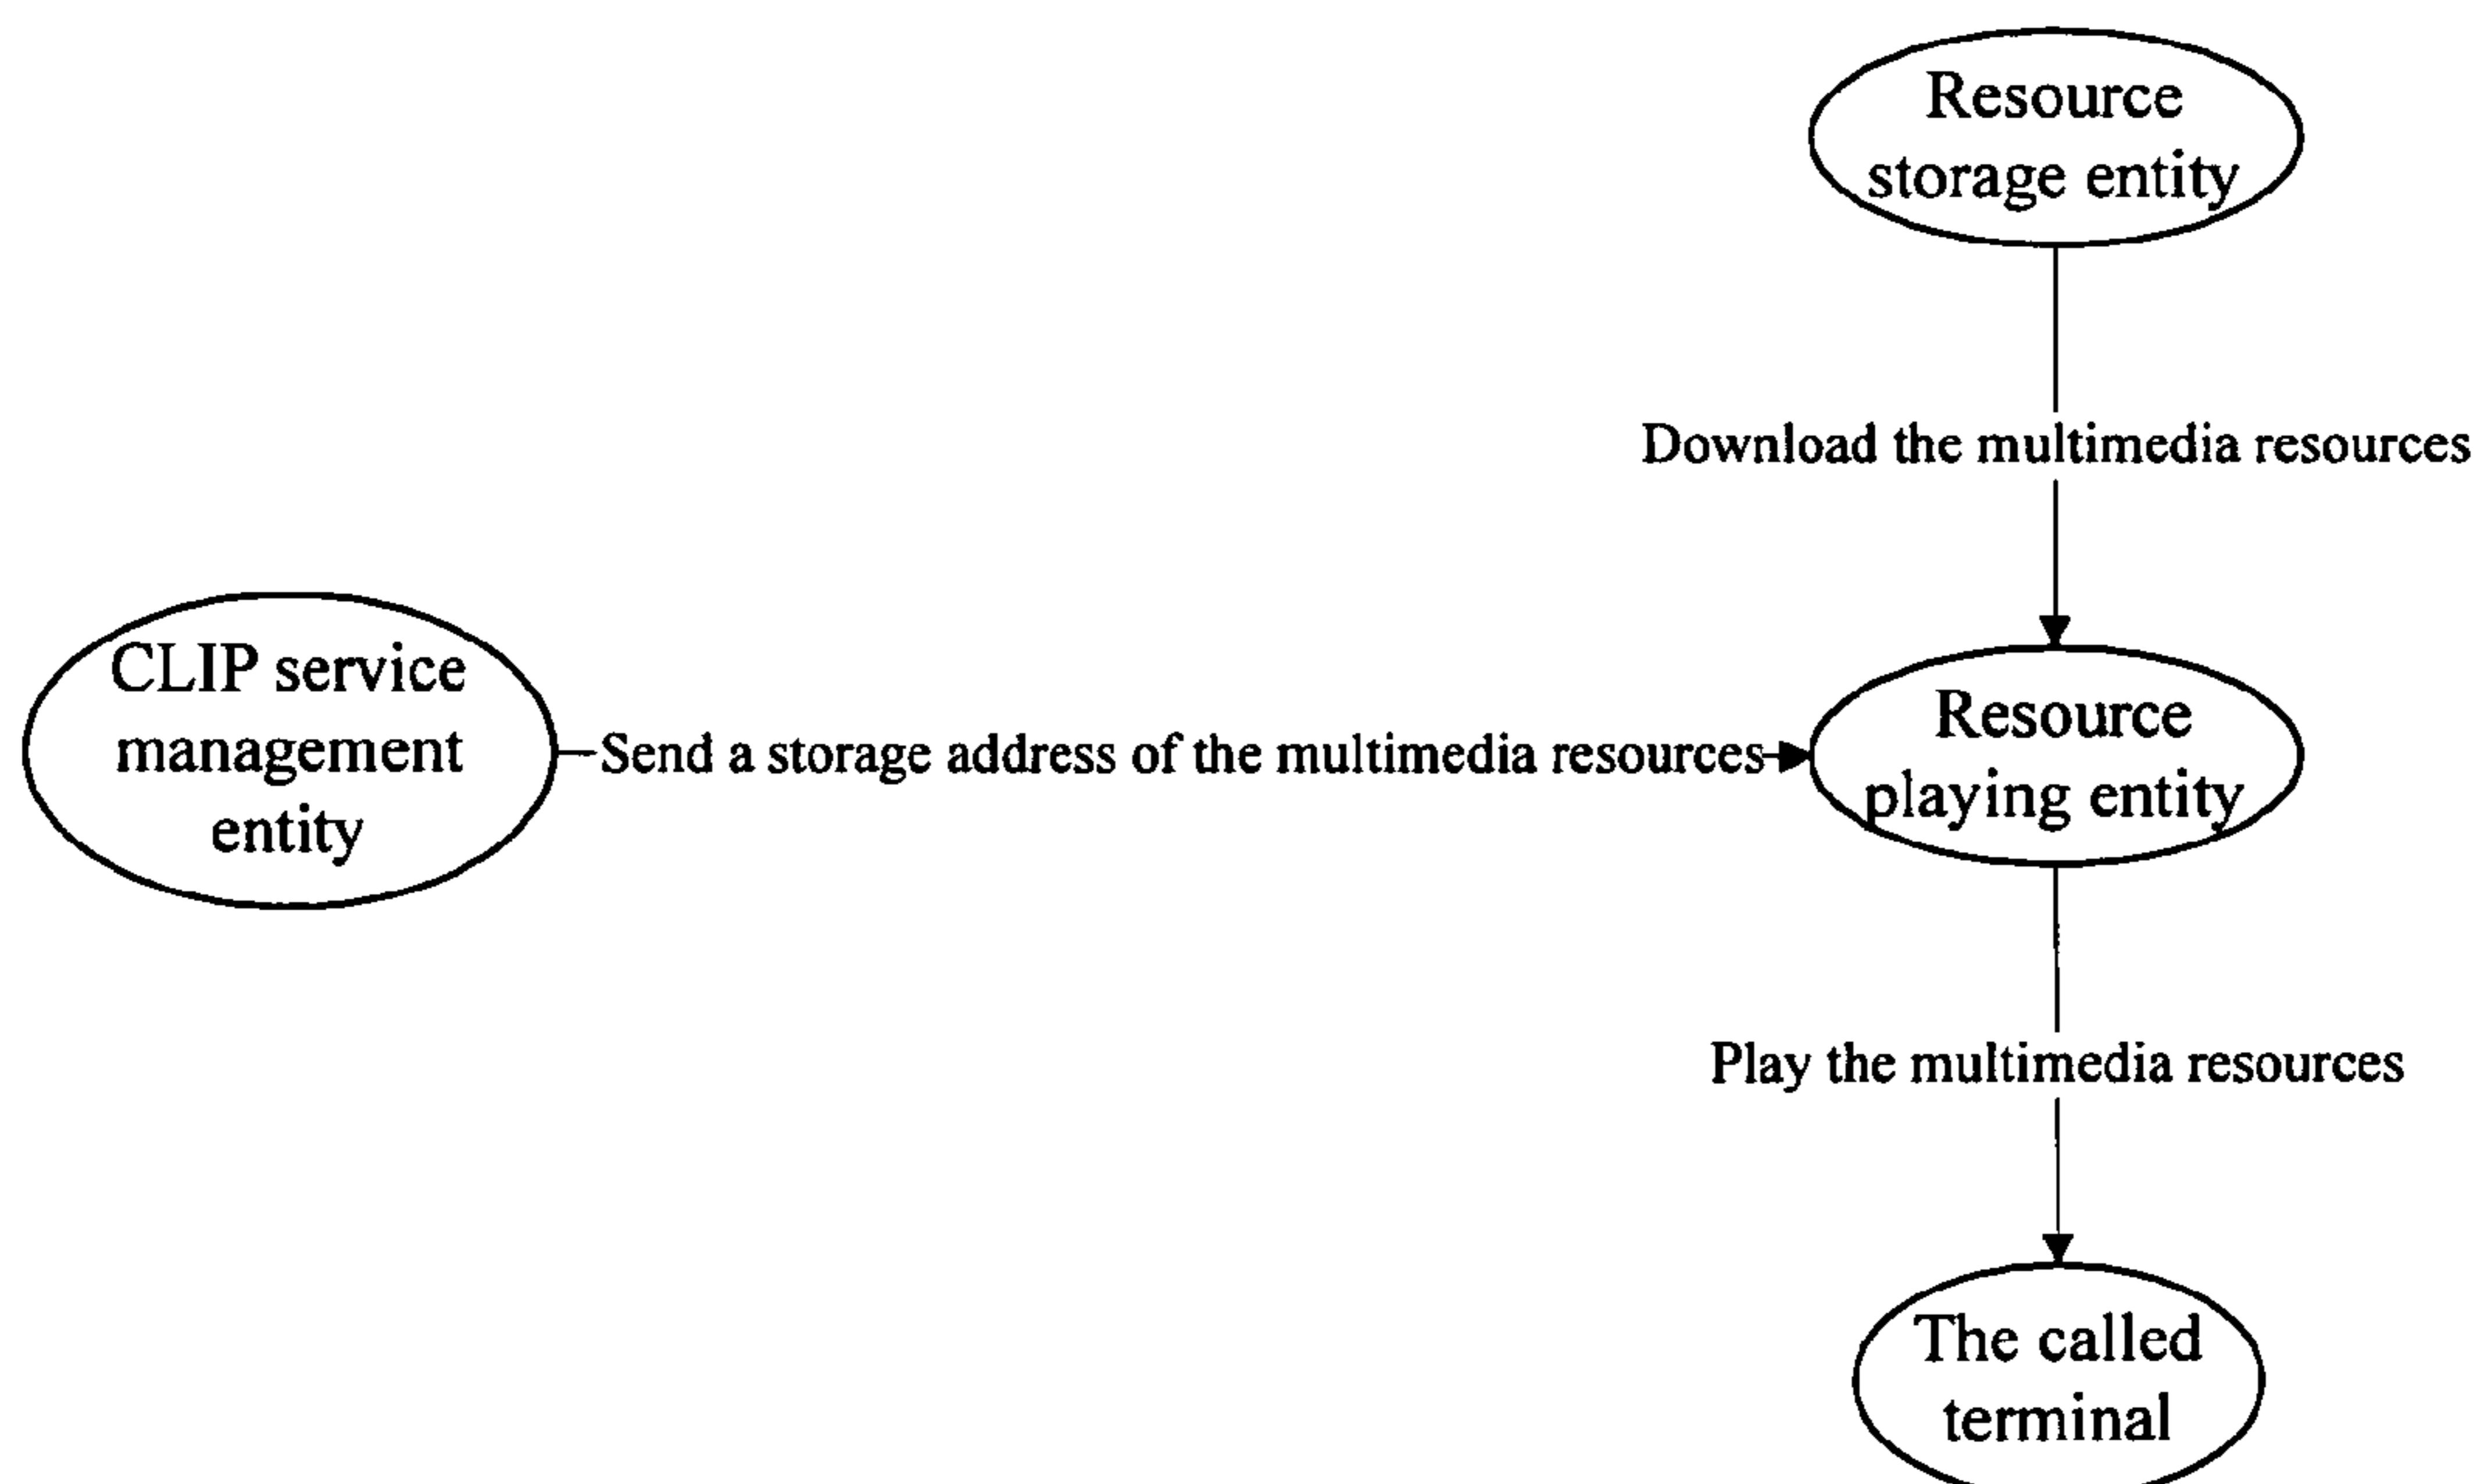 Resource
storage entity
Download the multimedia resources
CLIP service
management
entity
Send a storage address of the multimedia resources
Resource
playing entity
Play the multimedia resources
The called
terminal